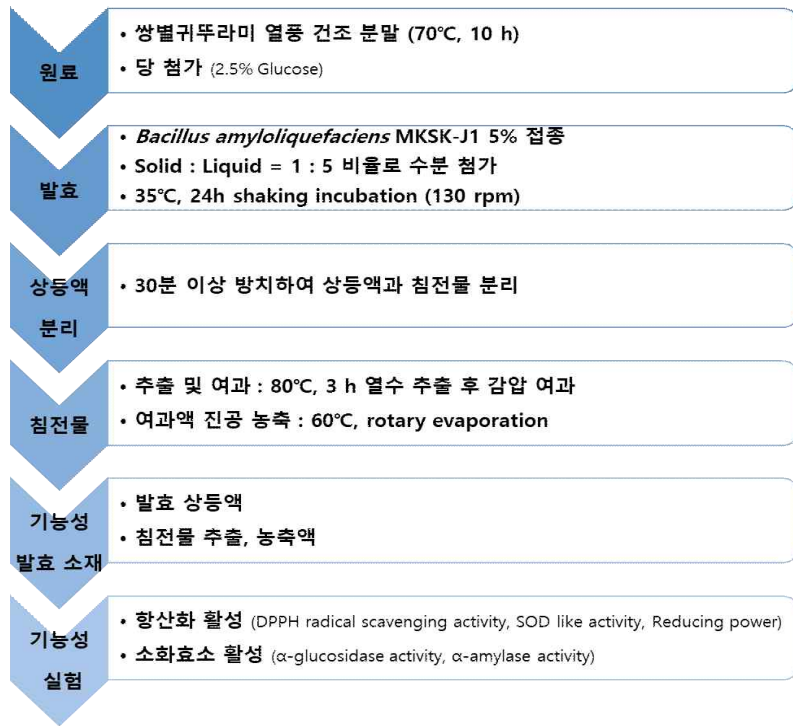 원료
• 쌍별귀뚜라미 열풍 건조 분말 (70℃, 10 h)
• 당 첨가 (2.5% Glucose)
발효
• Bacillus amyloliquefaciens MKSK-J1 5% 접종
• Solid : Liquid = 1 : 5 비율로 수분 첨가
• 35℃, 24h shaking incubation (130 rpm)
상등액
분리
• 30분 이상 방치하여 상등액과 침전물 분리
침전물
• 추출 및 여과 : 80℃, 3 h 열수 추출 후 감압 여과
• 여과액 진공 농축 : 60℃, rotary evaporation
기능성
발효 소재
• 발효 상등액
• 침전물 추출, 농축액
기능성
실험
• 항산화 활성 (DPPH radical scavenging activity, SOD like activity, Reducing power)
• 소화효소 활성 (α-glucosidase activity, α-amylase activity)